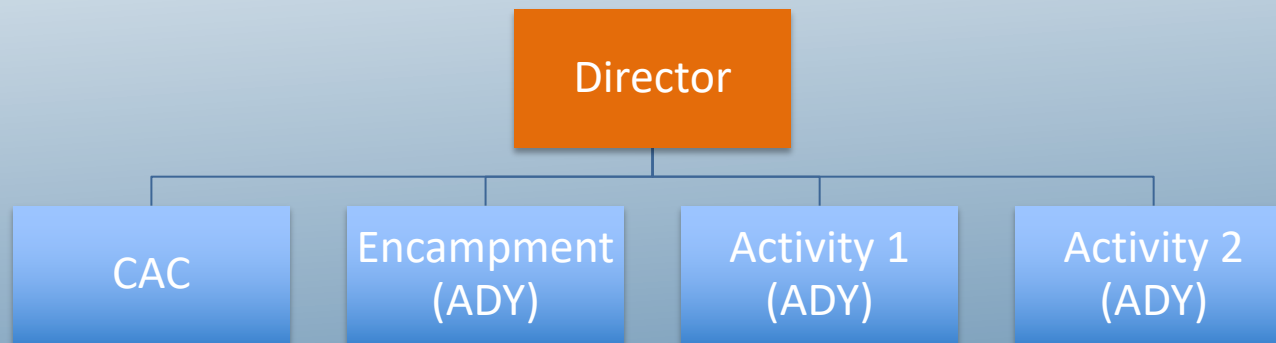 Director
CAC
Encampment
(ADY)
Activity 1
(ADY)
Activity 2
(ADY)